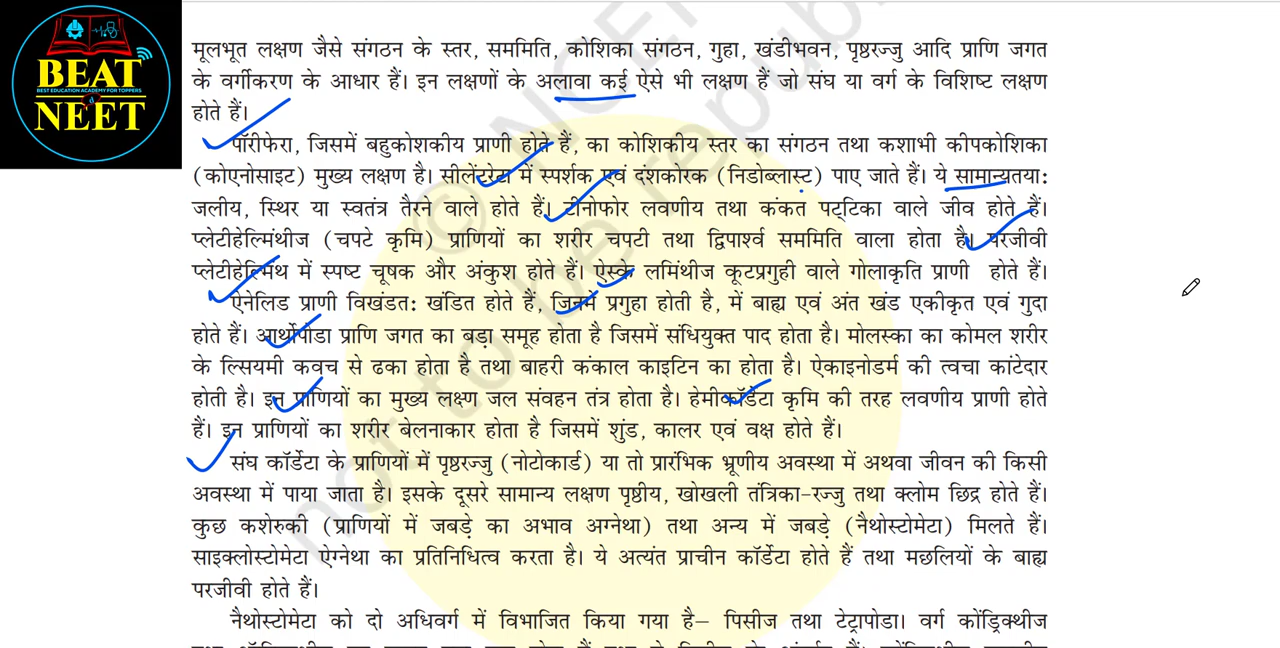 BEAT
BEST EDUCATION ACADEMY FOR TOPPERS
NEET
मूलभूत लक्षण जैसे संगठन के स्तर, सममिति, कोशिका संगठन, गुहा, खंडीभवन, पृष्ठरज्जु आदि प्राणि जगत
के वर्गीकरण के आधार हैं। इन लक्षणों के अलावा कई ऐसे भी लक्षण हैं जो संघ या वर्ग के विशिष्ट लक्षण
होते हैं।
पॉरीफेरा, जिसमें बहुकोशकीय प्राणी होते हैं, का कोशिकीय स्तर का संगठन तथा कशाभी कीपकोशिका
(कोएनोसाइट) मुख्य लक्षण है। सीलेंटरेटा में स्पर्शक एवं दंशकोरक (निडोब्लास्ट) पाए जाते हैं। ये सामान्यतया:
जलीय, स्थिर या स्वतंत्र तैरने वाले होते हैं। टीनोफोर लवणीय तथा कंकत पट्टिका वाले जीव होते हैं।
प्लेटीहेल्मिंथीज (चपटे कृमि) प्राणियों का शरीर चपटी तथा द्विपार्श्व सममिति वाला होता है। परजीवी
प्लेटीहेल्मिंथ में स्पष्ट चूषक और अंकुश होते हैं। ऐस्के लमिंथीज कूटप्रगुही वाले गोलाकृति प्राणी होते हैं।
ऐनेलिड प्राणी विखंडत: खंडित होते हैं, जिनमें प्रगुहा होती है, में बाह्य एवं अंत खंड एकीकृत एवं गुदा
होते हैं। आर्थोपोडा प्राणि जगत का बड़ा समूह होता है जिसमें संधियुक्त पाद होता है। मोलस्का का कोमल शरीर
के ल्सियमी कवच से ढका होता है तथा बाहरी कंकाल काइटिन का होता है। ऐकाइनोडर्म की त्वचा कांटेदार
होती है। इन प्राणियों का मुख्य लक्ष्ण जल संवहन तंत्र होता है। हेमीकॉर्डेटा कृमि की तरह लवणीय प्राणी होते
हैं। इन प्राणियों का शरीर बेलनाकार होता है जिसमें शुंड, कालर एवं वक्ष होते हैं।
संघ कॉर्डेटा के प्राणियों में पृष्ठरज्जु (नोटोकार्ड) या तो प्रारंभिक भ्रूणीय अवस्था में अथवा जीवन की किसी
अवस्था में पाया जाता है। इसके दूसरे सामान्य लक्षण पृष्ठीय, खोखली तंत्रिका-रज्जु तथा क्लोम छिद्र होते हैं।
कुछ कशेरुकी (प्राणियों में जबड़े का अभाव अग्नेथा) तथा अन्य में जबड़े (नैथोस्टोमेटा) मिलते हैं।
साइक्लोस्टोमेटा ऐग्नेथा का प्रतिनिधित्व करता है। ये अत्यंत प्राचीन कॉर्डेटा होते हैं तथा मछलियों के बाह्य
परजीवी होते हैं।
नैथोस्टोमेटा को दो अधिवर्ग में विभाजित किया गया है– पिसीज तथा टेट्रापोडा। वर्ग कोंड्रिक्थीज